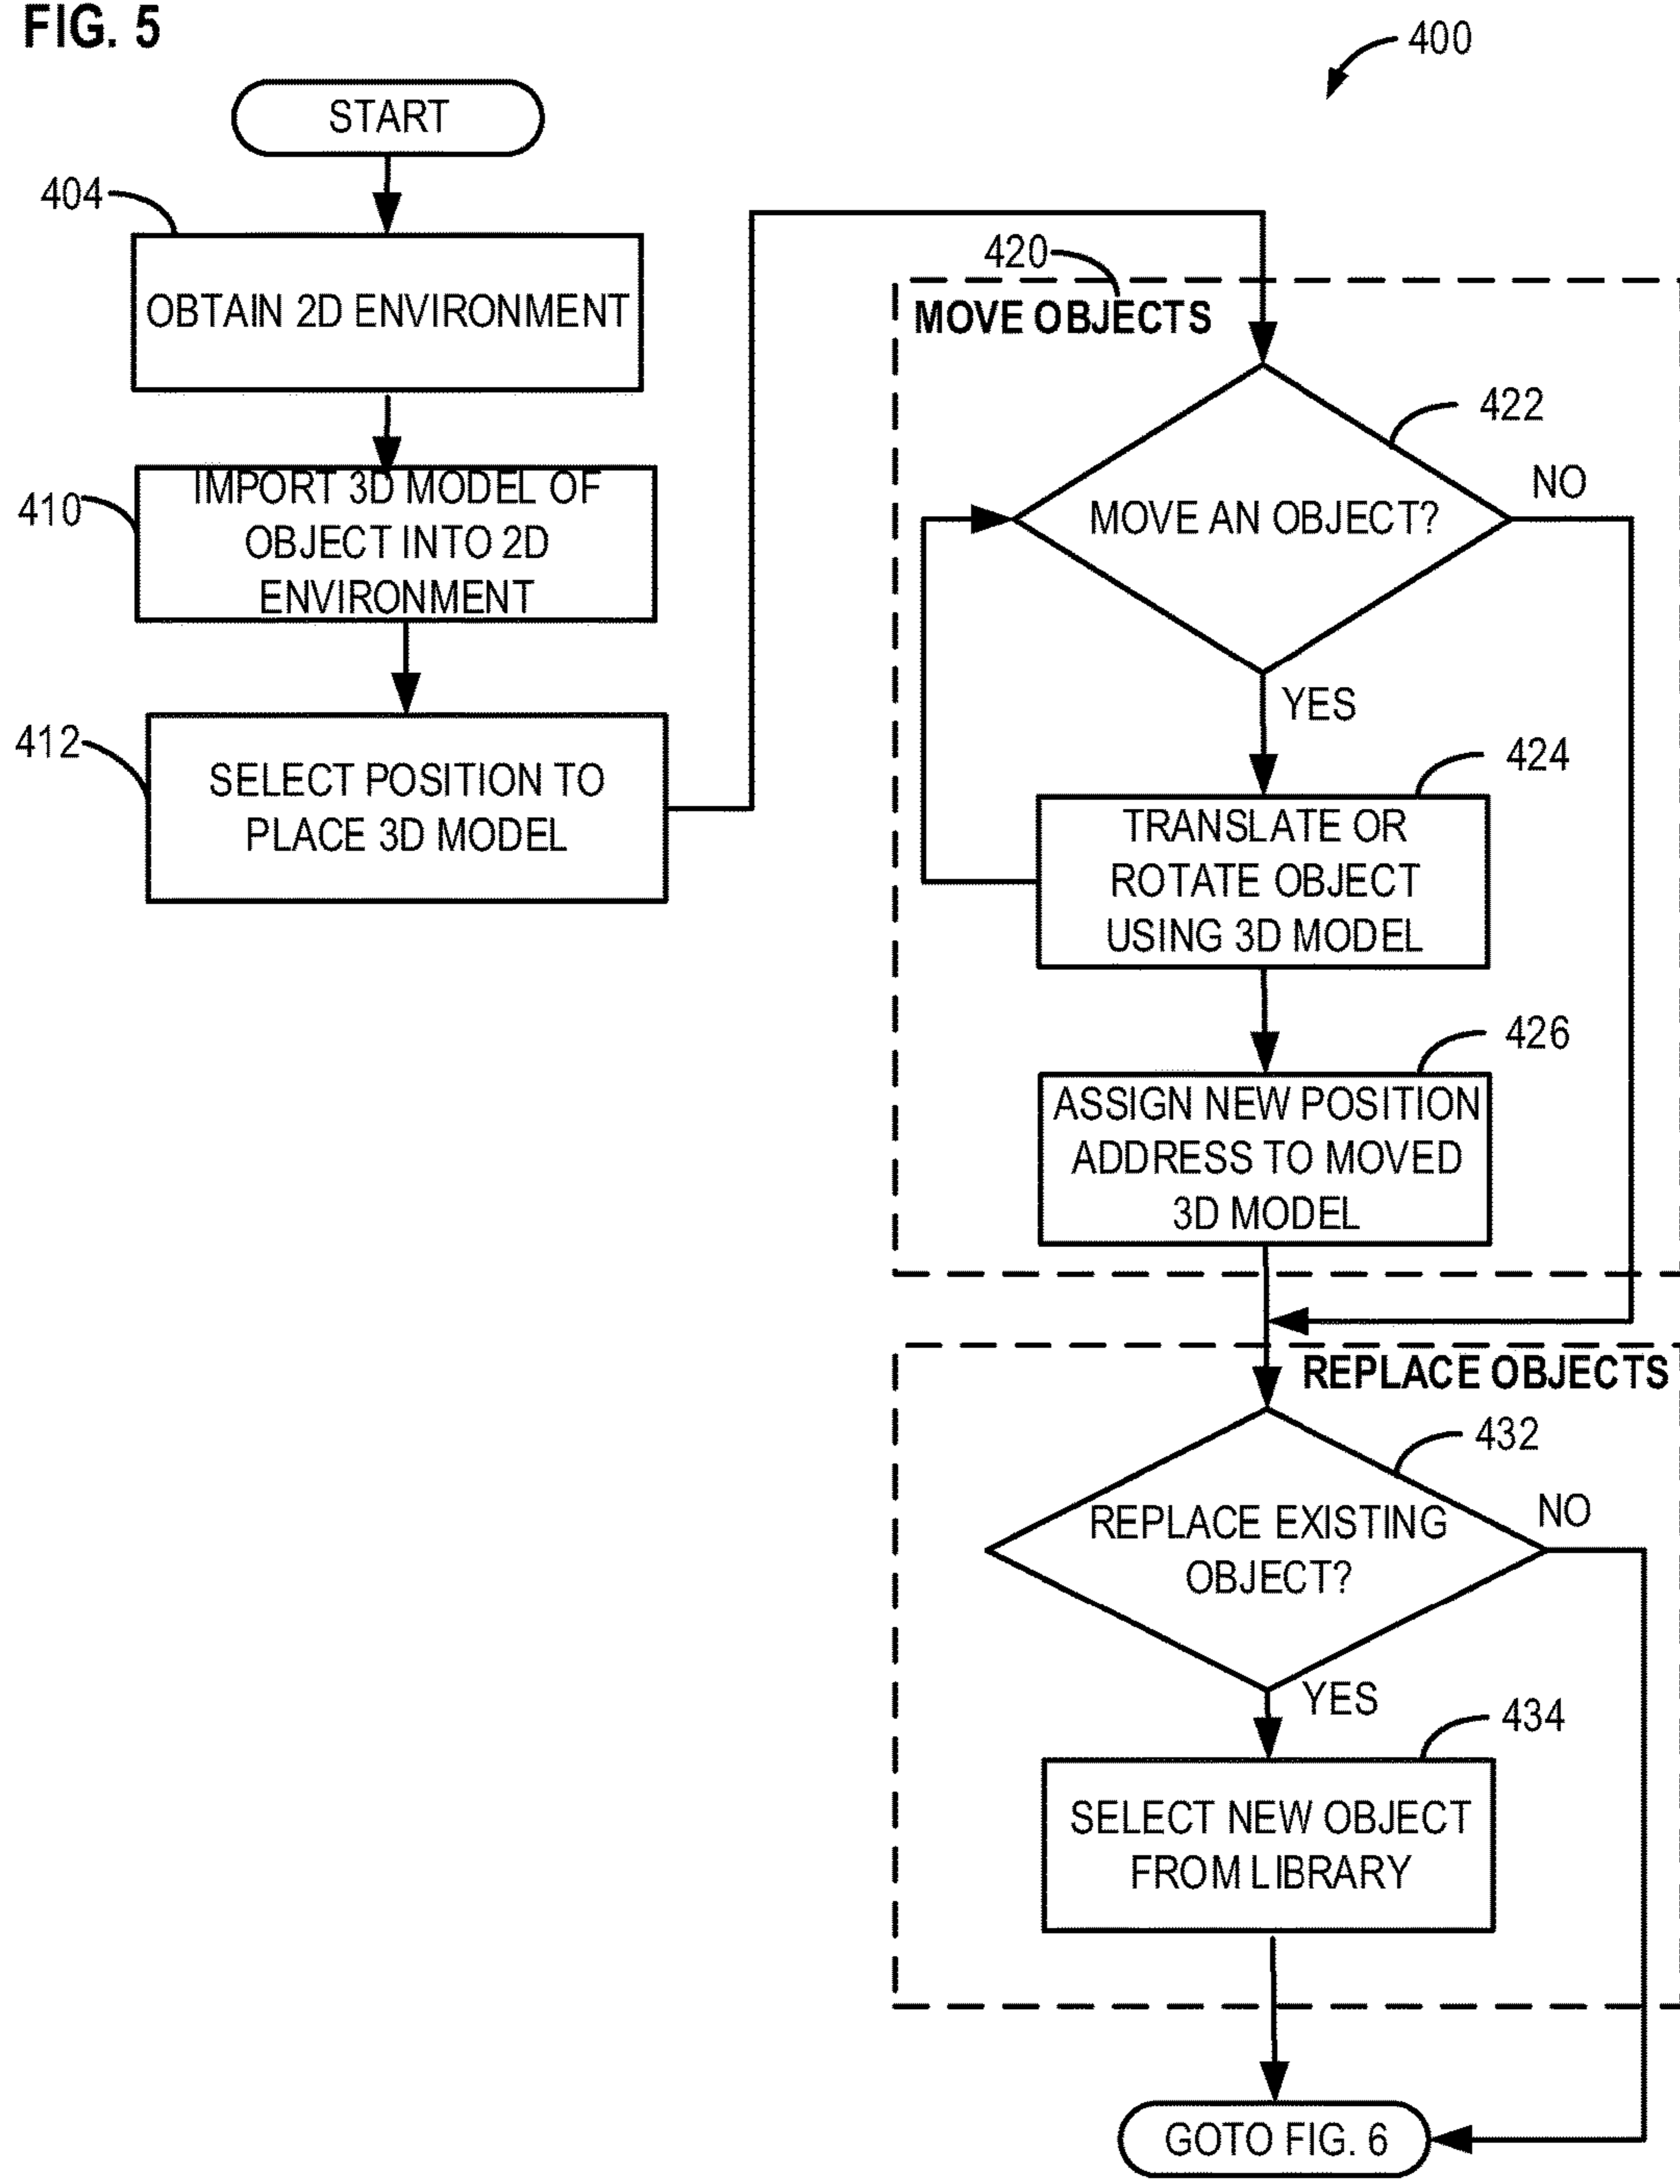 FIG. 5
400
START
404
OBTAIN 2D ENVIRONMENT
410
IMPORT 3D MODEL OF
OBJECT INTO 2D
ENVIRONMENT
412
SELECT POSITION TO
PLACE 3D MODEL
420
MOVE OBJECTS
422
MOVE AN OBJECT?
NO
YES
424
TRANSLATE OR
ROTATE OBJECT
USING 3D MODEL
426
ASSIGN NEW POSITION
ADDRESS TO MOVED
3D MODEL
REPLACE OBJECTS
432
REPLACE EXISTING
OBJECT?
NO
YES
434
SELECT NEW OBJECT
FROM LIBRARY
GOTO FIG. 6